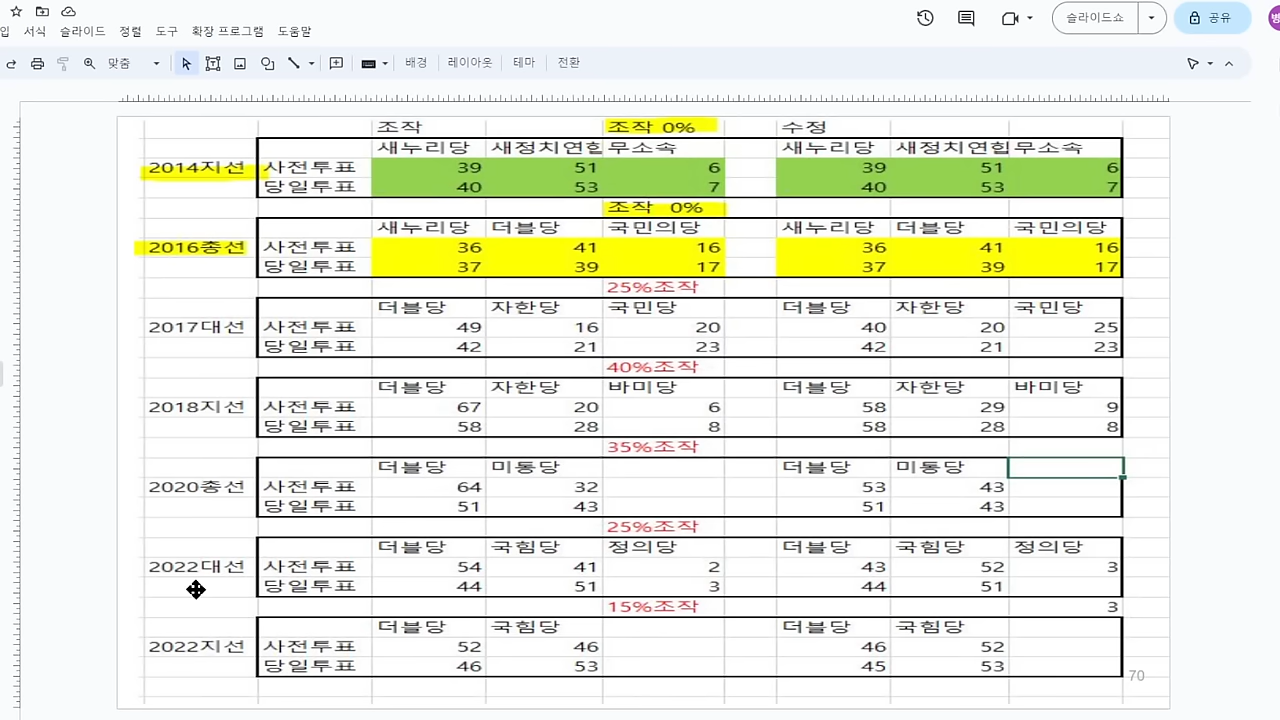 공유
슬라이드쇼
입 서식 슬라이드 정렬 도구 확장 프로그램 도움말
맞춤 배경 레이아웃 테마 전환
조작 조작 0% 수정
새누리당 새정치연합 무소속 새누리당 새정치연합 무소속
2014지선 사전투표 39 51 6 39 51 6
당일투표 40 53 7 40 53 7
조작 0%
새누리당 더블당 국민의당 새누리당 더블당 국민의당
2016총선 사전투표 36 41 16 36 41 16
당일투표 37 39 17 37 39 17
25%조작
더블당 자한당 국민당 더블당 자한당 국민당
2017대선 사전투표 49 16 20 40 20 25
당일투표 42 21 23 42 21 23
40%조작
더블당 자한당 바미당 더블당 자한당 바미당
2018지선 사전투표 67 20 6 58 29 9
당일투표 58 28 8 58 28 8
35%조작
더블당 미통당 더블당 미통당
2020총선 사전투표 64 32 53 43
당일투표 51 43 51 43
25%조작
더블당 국힘당 정의당 더블당 국힘당 정의당
2022대선 사전투표 54 41 2 43 52 3
당일투표 44 51 3 44 51
15%조작 3
더블당 국힘당 더블당 국힘당
2022지선 사전투표 52 46 46 52
당일투표 46 53 45 53
70